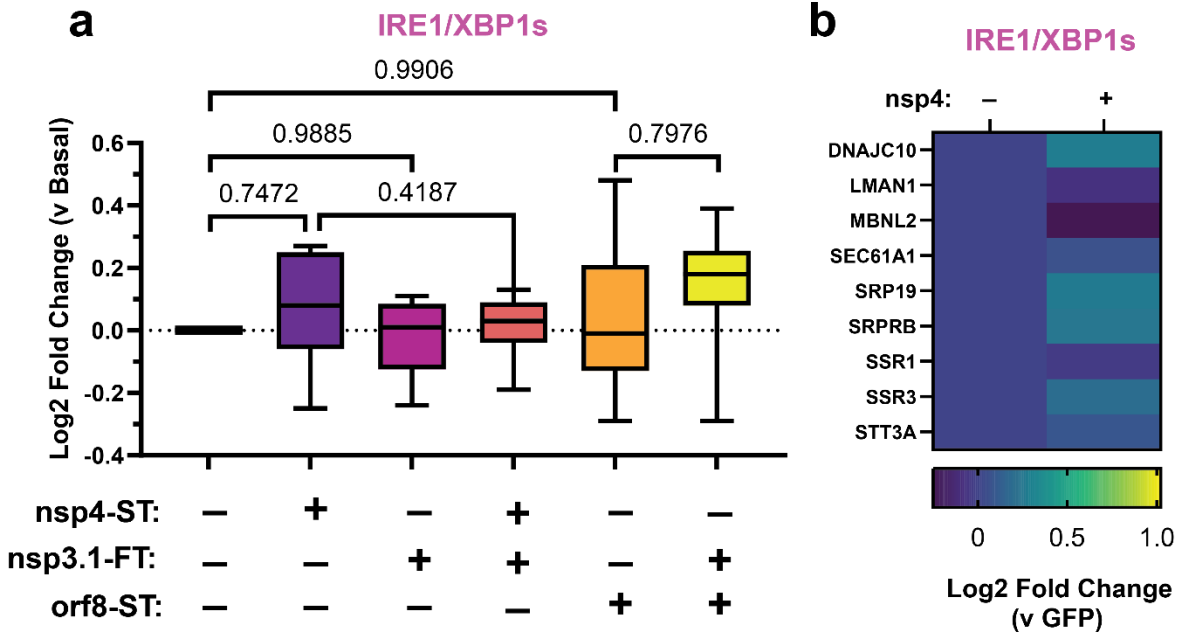 a
IRE1/XBP1s
0.9906
0.9885
0.7976
0.7472
0.4187
Log2 Fold Change (v Basal)
0.6
0.4
0.2
0.0
-0.2
-0.4
nsp4-ST: – + – + – –
nsp3.1-FT: – – + + – +
orf8-ST: – – – – + +
b
IRE1/XBP1s
nsp4: – +
DNAJC10
LMAN1
MBNL2
SEC61A1
SRP19
SRPRB
SSR1
SSR3
STT3A
0 0.5 1.0
Log2 Fold Change
(v GFP)